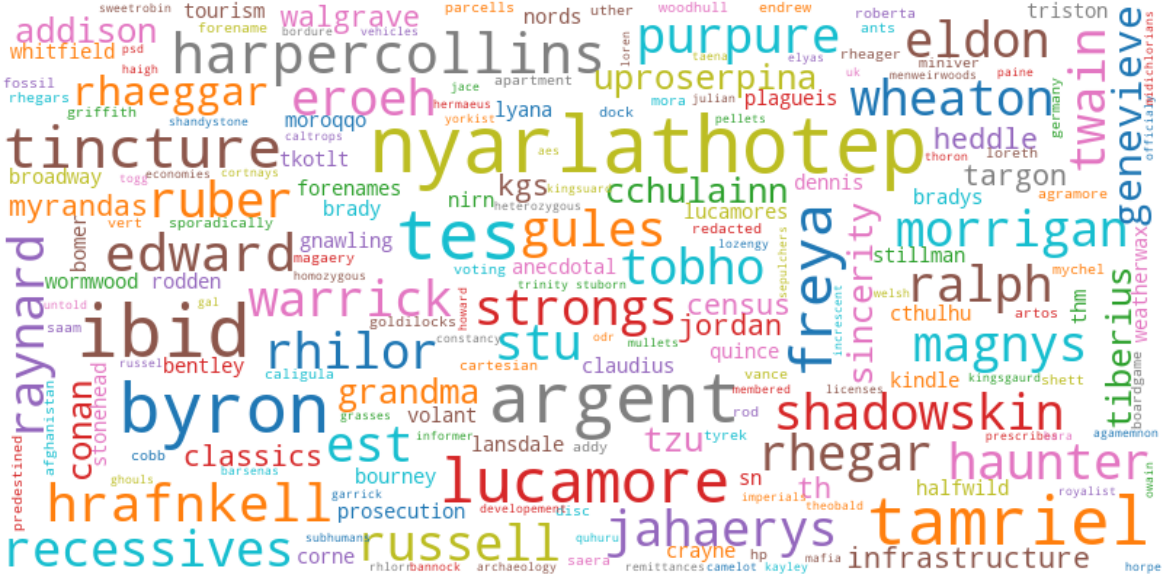 sweetrobin tourism walgrave parcells nords uther woodhull endrew roberta triston
addison forename bordure vehicles loren purpure ants eldon genevieve
whitfield psd harpercollins taena elyas rheager miniver twain midichlorians
haigh apartment uproserpina uk menweirwoods paine
fossil rhaeggar eroeh jace mora julian plagueis wheaton germany officially
rhegars hermaeus lyana dock
griffith shandystone moroqqo yorkist pellets heddle
tincture caltrops nyarlathotep thoron loreth
tkotlt aes targon
broadway togg economies cortnays kgs kingsguard cchulainn dennis
myrandas ruber forenames nirn heterozygous bradys agramore
vert sporadically brady tes gules lucamores freya sincerity morrigan
bomer gnawling redacted lozengy
raynard edward magaery voting anecdotal tobho sepulchers stillman weatherwax
wormwood rodden homozygous trinity stuborn welsh ralph mychel
untold gal warrick howard strongs census increscent cthulhu artos thm tiberius
saam ibid goldilocks constancy stu odr jordan
russel bentley rhilor mullets quince magnys
stonehead caligula cartesian claudius vance kindle kingsgaurd shett boardgame
afghanistan conan byron grandma argent membered licenses
grasses volant rod shadowskin agamemnon
cobb classics est informer lansdale addy tzu tyrek prescribes
predestined barsenas bourney rhegar haunter
ghouls lucamore sn owain
hrafnkell garrick imperials th halfwild royalist
prosecution development disc theobald tamriel
recessives subhumans russell quhuru jahaerys
corne crayne hp mafia infrastructure
rhlorr bannock archaeology saera remittances camelot kayley horpe